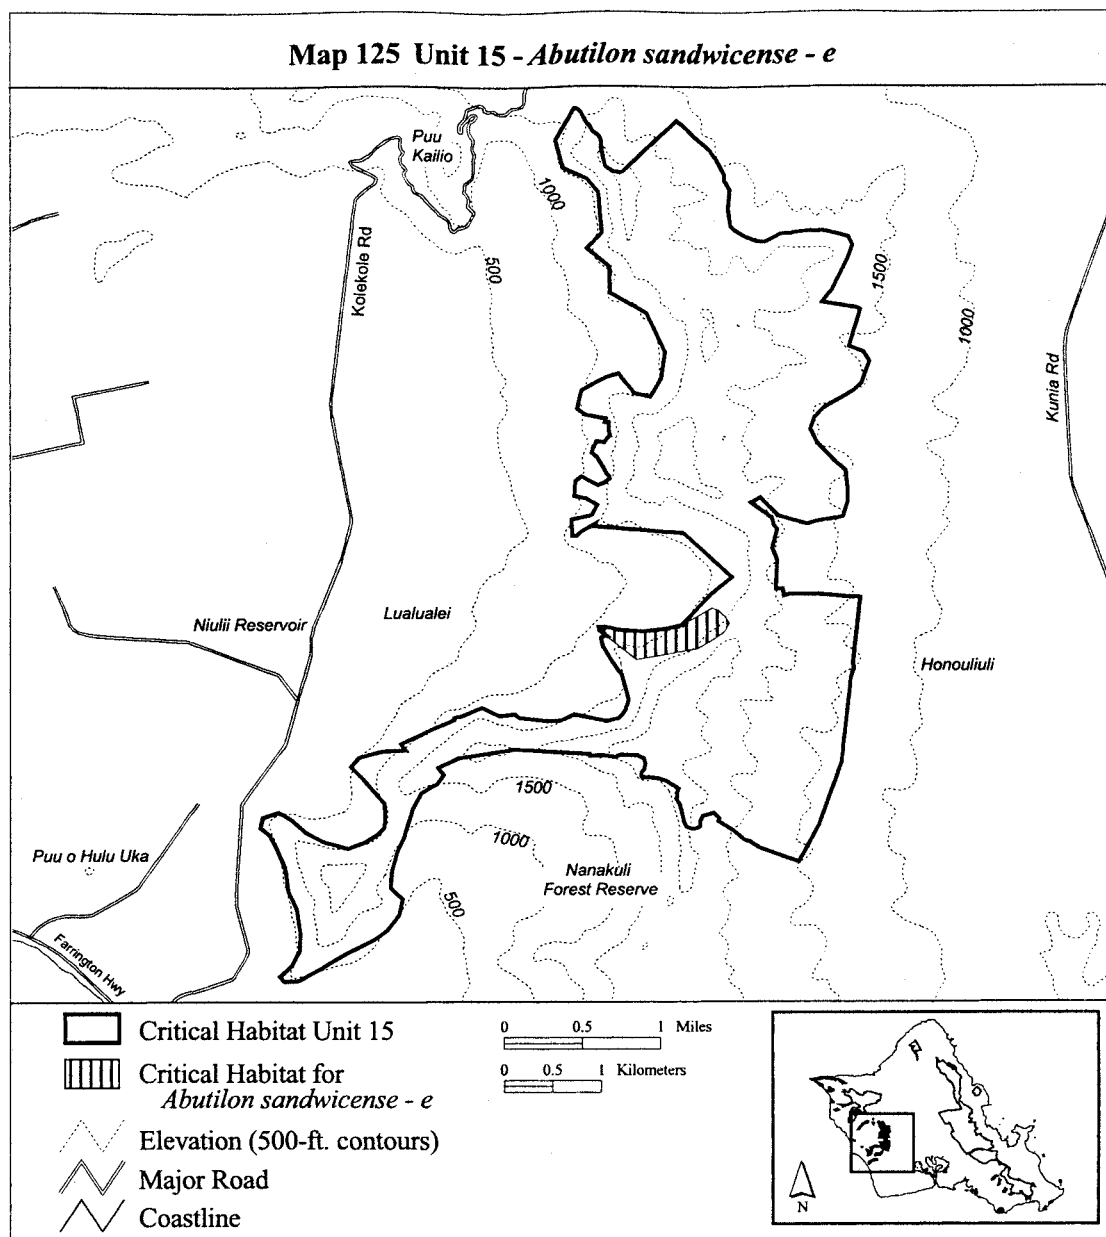 Map 125 Unit 15 - Abutilon sandwicense - e
Puu
Kailio
1000
Kolekole Rd
500
1500
1000
Kunia Rd
Niulii Reservoir
Lualualei
Honouliuli
1500
1000
Puu o Hulu Uka
Nanakuli
Forest Reserve
500
Farrington Hwy
Critical Habitat Unit 15
Critical Habitat for
Abutilon sandwicense - e
Elevation (500-ft. contours)
Major Road
Coastline
0 0.5 1 Miles
0 0.5 1 Kilometers
N